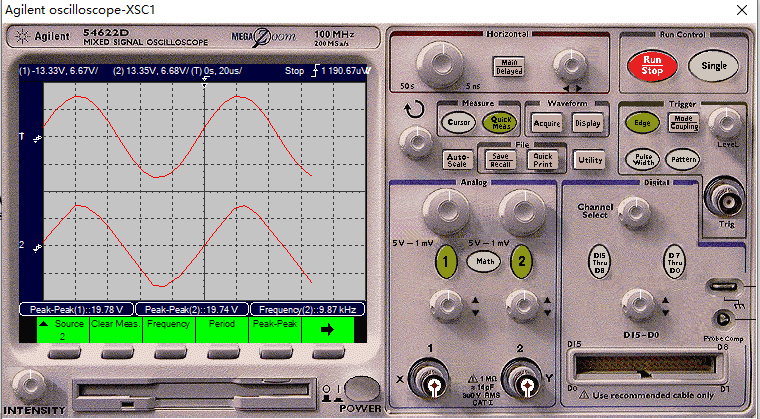 Agilent oscilloscope-XSC1
Agilent 54622D
MIXED SIGNAL OSCILLOSCOPE
MEGA Zoom
100 MHz
200 MSa/s
(1) -13.33V, 6.67V/ (2) 13.35V, 6.68V/ (T) 0s, 20us/ Stop 1 190.67uV
T
2
Peak-Peak(1)::19.78 V
Peak-Peak(2)::19.74 V
Frequency(2)::9.87 kHz
Source
2
Clear Meas.
Frequency
Period
Peak-Peak
INTENSITY
POWER
Horizontal
50 s
5 ns
Main
Delayed
Run Control
Run
Stop
Single
Measure
Cursor
Quick
Meas
Waveform
Acquire
Display
Trigger
Edge
Mode
Coupling
Level
Auto-
Scale
File
Save
Recall
Quick
Print
Utility
Pulse
Width
Pattern
Trig
Analog
5 V - 1 mV
5 V - 1 mV
1
Math
2
Digital
Channel
Select
D15
Thru
D8
D7
Thru
D0
D15-D0
Probe Comp
1
X
2
Y
1 MΩ
≅ 14pF
300V RMS
CAT I
D15
D8
D0
D1
Use recommended cable only